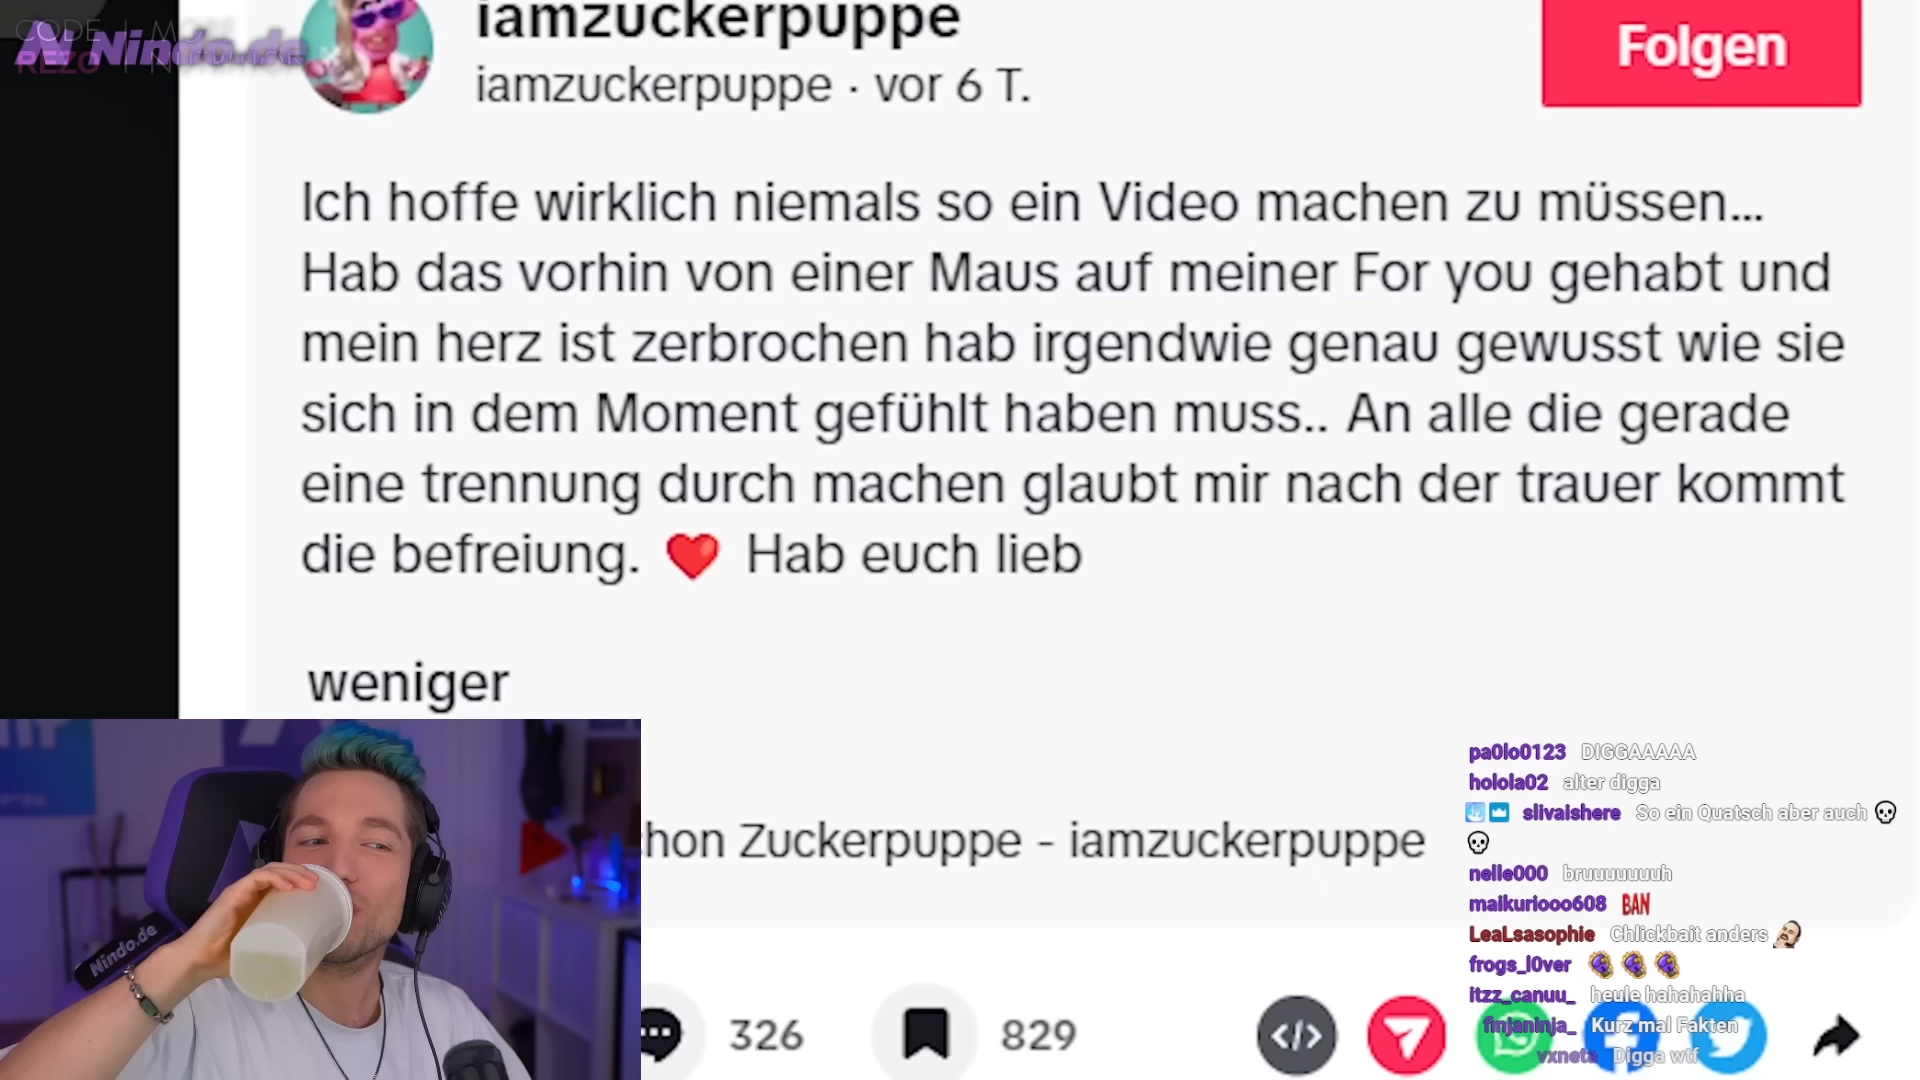 CODE
REZO
Nindo.de
iamzuckerpuppe
iamzuckerpuppe · vor 6 T.
Folgen
Ich hoffe wirklich niemals so ein Video machen zu müssen...
Hab das vorhin von einer Maus auf meiner For you gehabt und
mein herz ist zerbrochen hab irgendwie genau gewusst wie sie
sich in dem Moment gefühlt haben muss.. An alle die gerade
eine trennung durch machen glaubt mir nach der trauer kommt
die befreiung. ❤️ Hab euch lieb
weniger
Zuckerpuppe - iamzuckerpuppe
326
829
Nindo.de
pa0lo0123 DIGGAAAAA
holola02 alter digga
slivaishere So ein Quatsch aber auch 💀
💀
nelle000 bruuuuuuuh
maikuriooo608 BAN
LeaLsasophie Chlickbait anders
frogs_l0ver
itzz_canuu_ heule hahahahha
finjaninja_ Kurz mal Fakten
vxneta Digga wtf